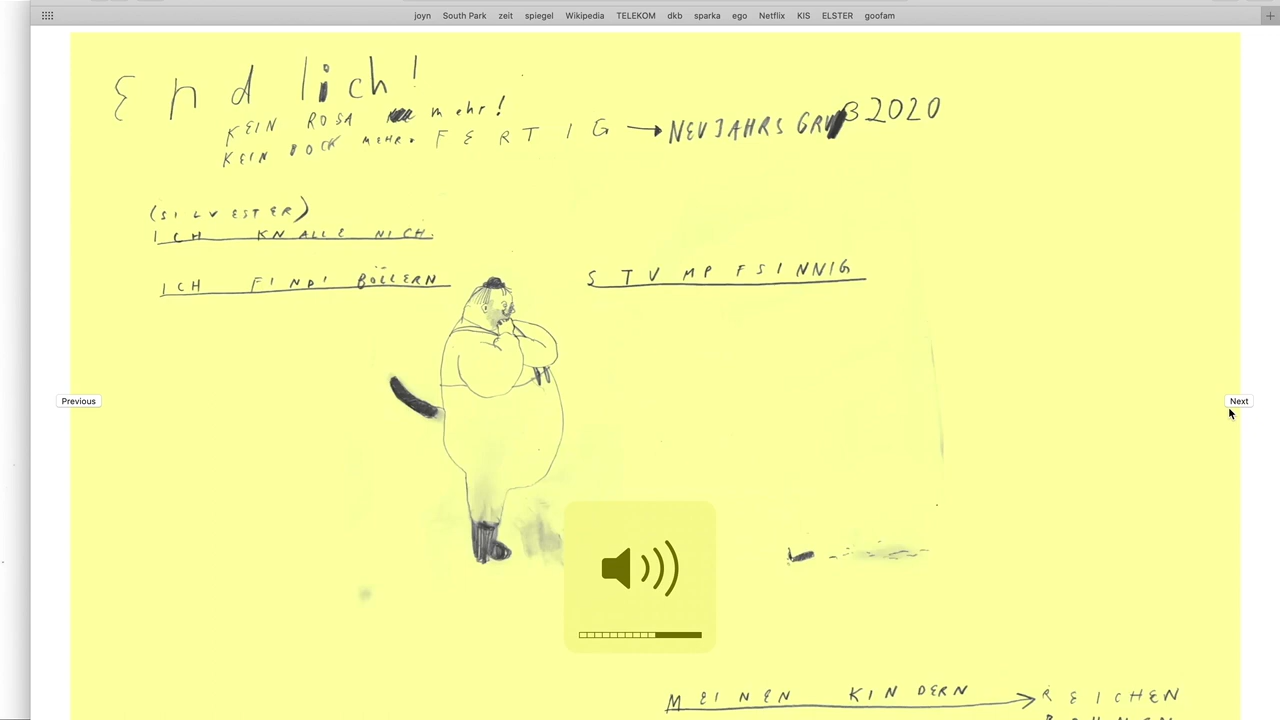 joyn South Park zeit spiegel Wikipedia TELEKOM dkb sparka ego Netflix KIS ELSTER goofam
Endlich!
KEIN ROSA mehr!
KEIN BOCK MEHR. FERTIG → NEUJAHRSGRUß 2020
(SILVESTER)
ICH KNALLE NICH.
ICH FIND' BÖLLERN STUMPFSINNIG
Previous
Next
MEINEN KINDERN → REICHEN